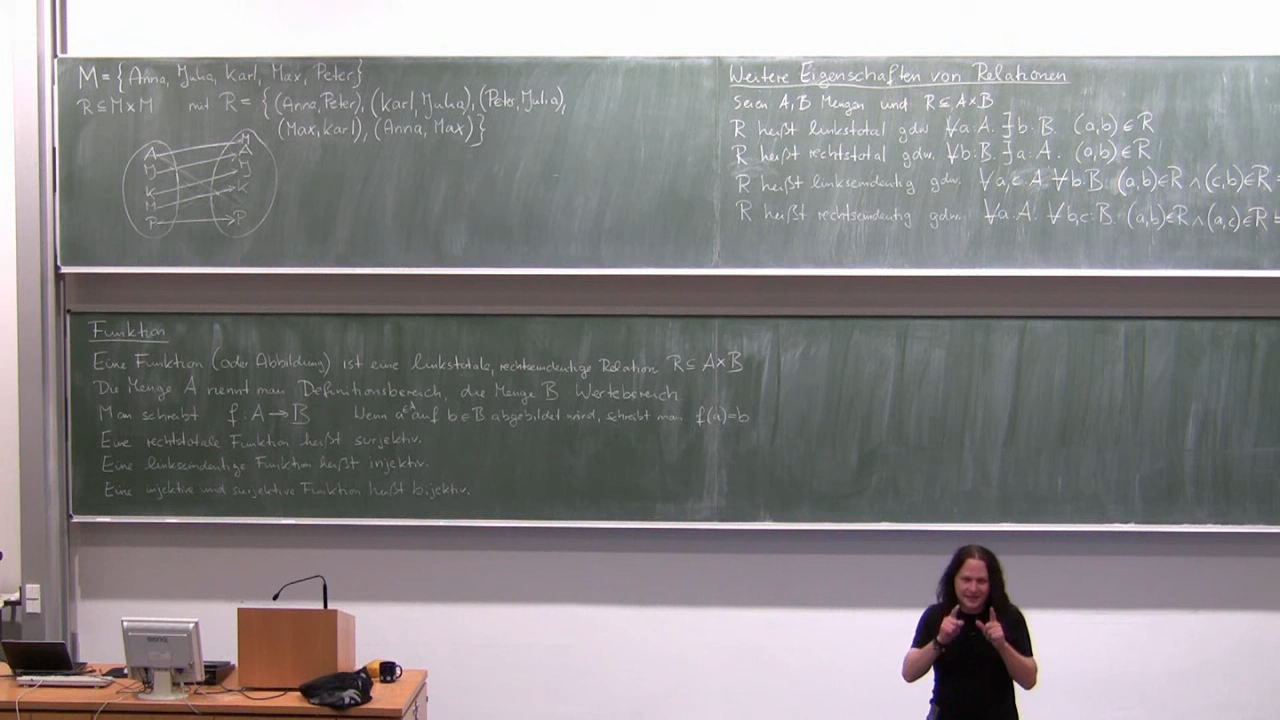 M = {Anna, Julia, Karl, Max, Peter}
R ⊆ M×M mit R = {(Anna,Peter), (Karl,Julia), (Peter,Julia),
(Max,Karl), (Anna, Max)}
A
J
K
M
P
M
A
J
K
P
Weitere Eigenschaften von Relationen
Seien A,B Mengen und R ⊆ A×B
R heißt linkstotal gdw. ∀a:A. ∃b:B. (a,b)∈R
R heißt rechtstotal gdw. ∀b:B. ∃a:A. (a,b)∈R
R heißt linkseindeutig gdw. ∀a,c:A. ∀b:B. (a,b)∈R ∧ (c,b)∈R =
R heißt rechtseindeutig gdw. ∀a:A. ∀b,c:B. (a,b)∈R ∧ (a,c)∈R
Funktion
Eine Funktion (oder Abbildung) ist eine linkstotale, rechtseindeutige Relation R ⊆ A×B
Die Menge A nennt man Definitionsbereich, die Menge B Wertebereich
Man schreibt f: A → B Wenn a∈A auf b∈B abgebildet wird, schreibt man f(a)=b
Eine rechtstotale Funktion heißt surjektiv.
Eine linkseindeutige Funktion heißt injektiv.
Eine injektive und surjektive Funktion heißt bijektiv.